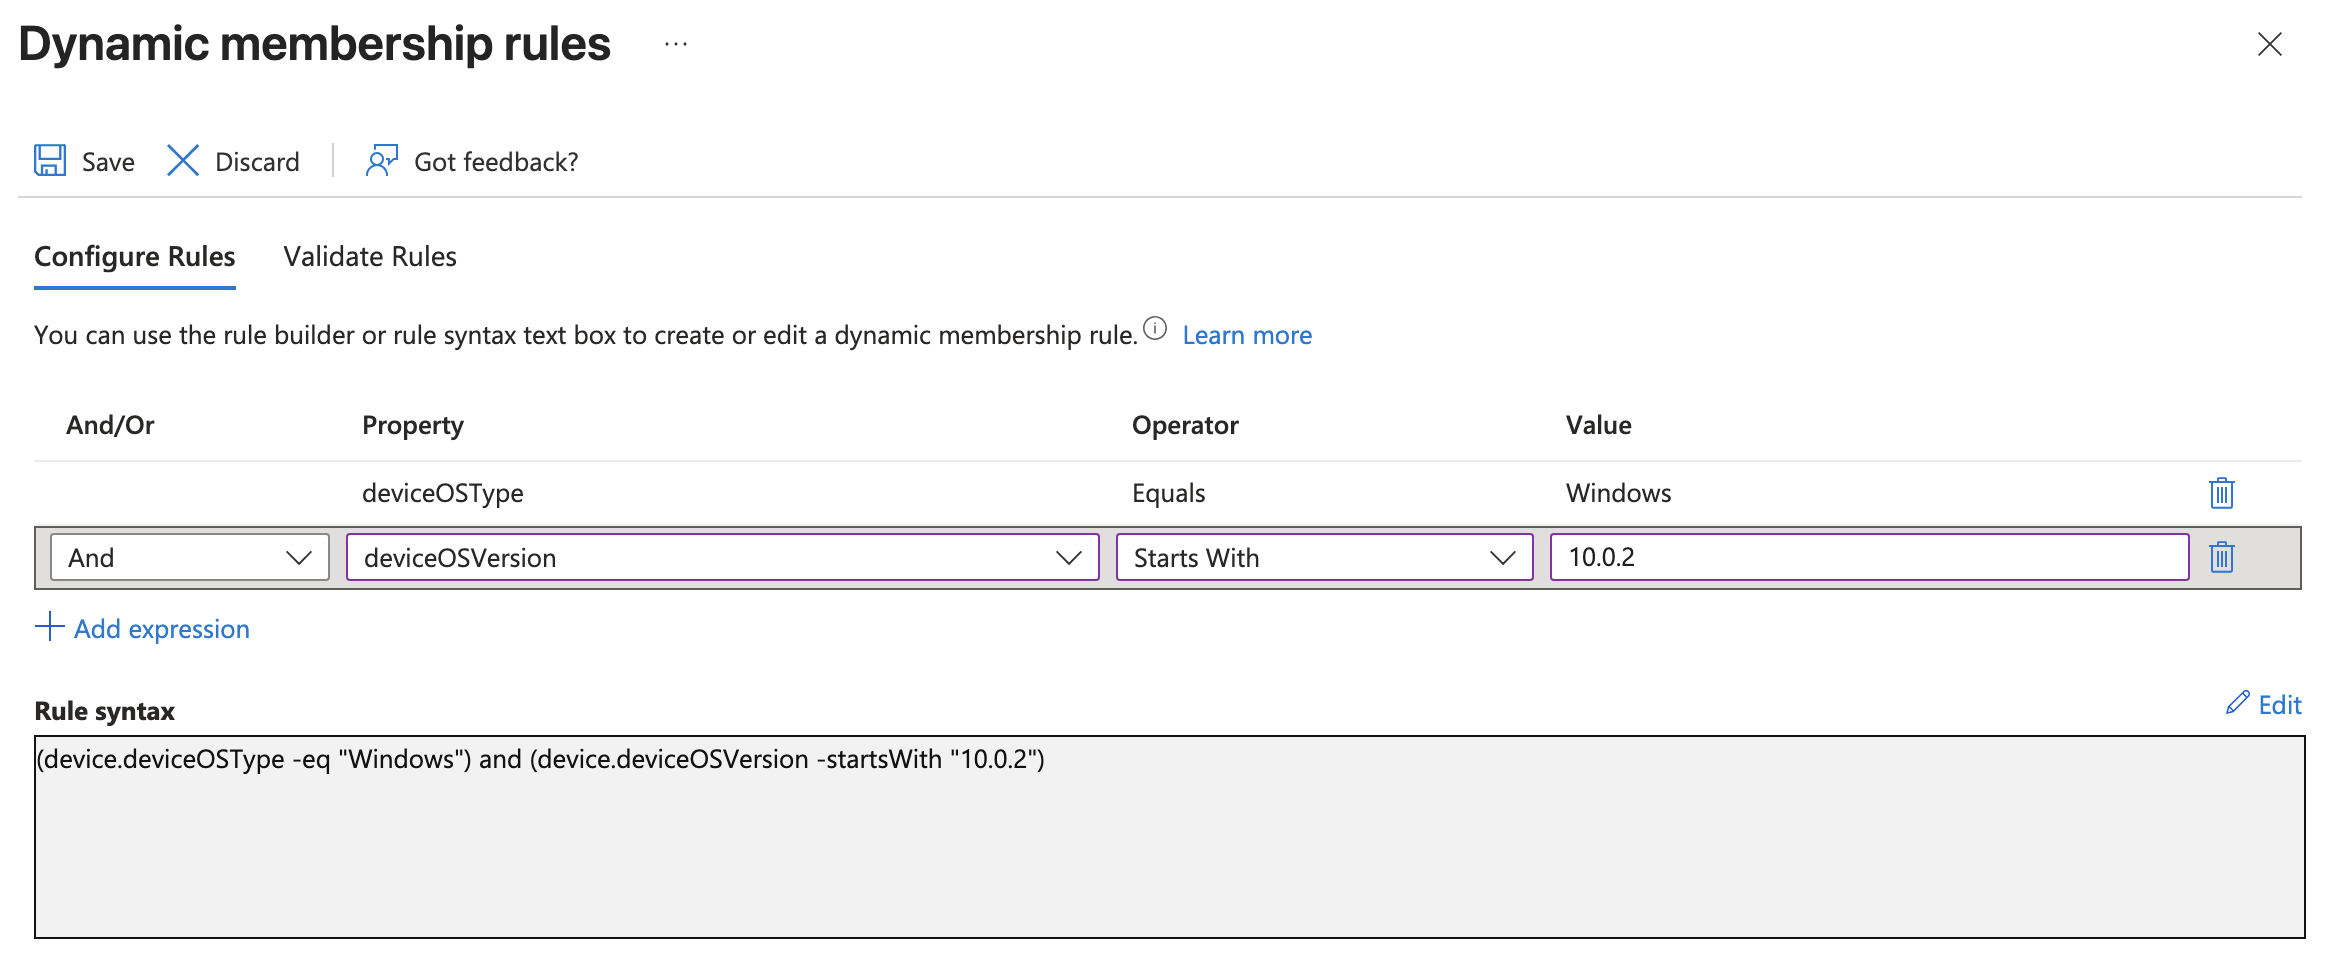 Dynamic membership rules ...
Save Discard Got feedback?
Configure Rules Validate Rules
You can use the rule builder or rule syntax text box to create or edit a dynamic membership rule. Learn more
And/Or Property Operator Value
deviceOSType Equals Windows
And deviceOSVersion Starts With 10.0.2
Add expression
Rule syntax Edit
(device.deviceOSType -eq "Windows") and (device.deviceOSVersion -startsWith "10.0.2")